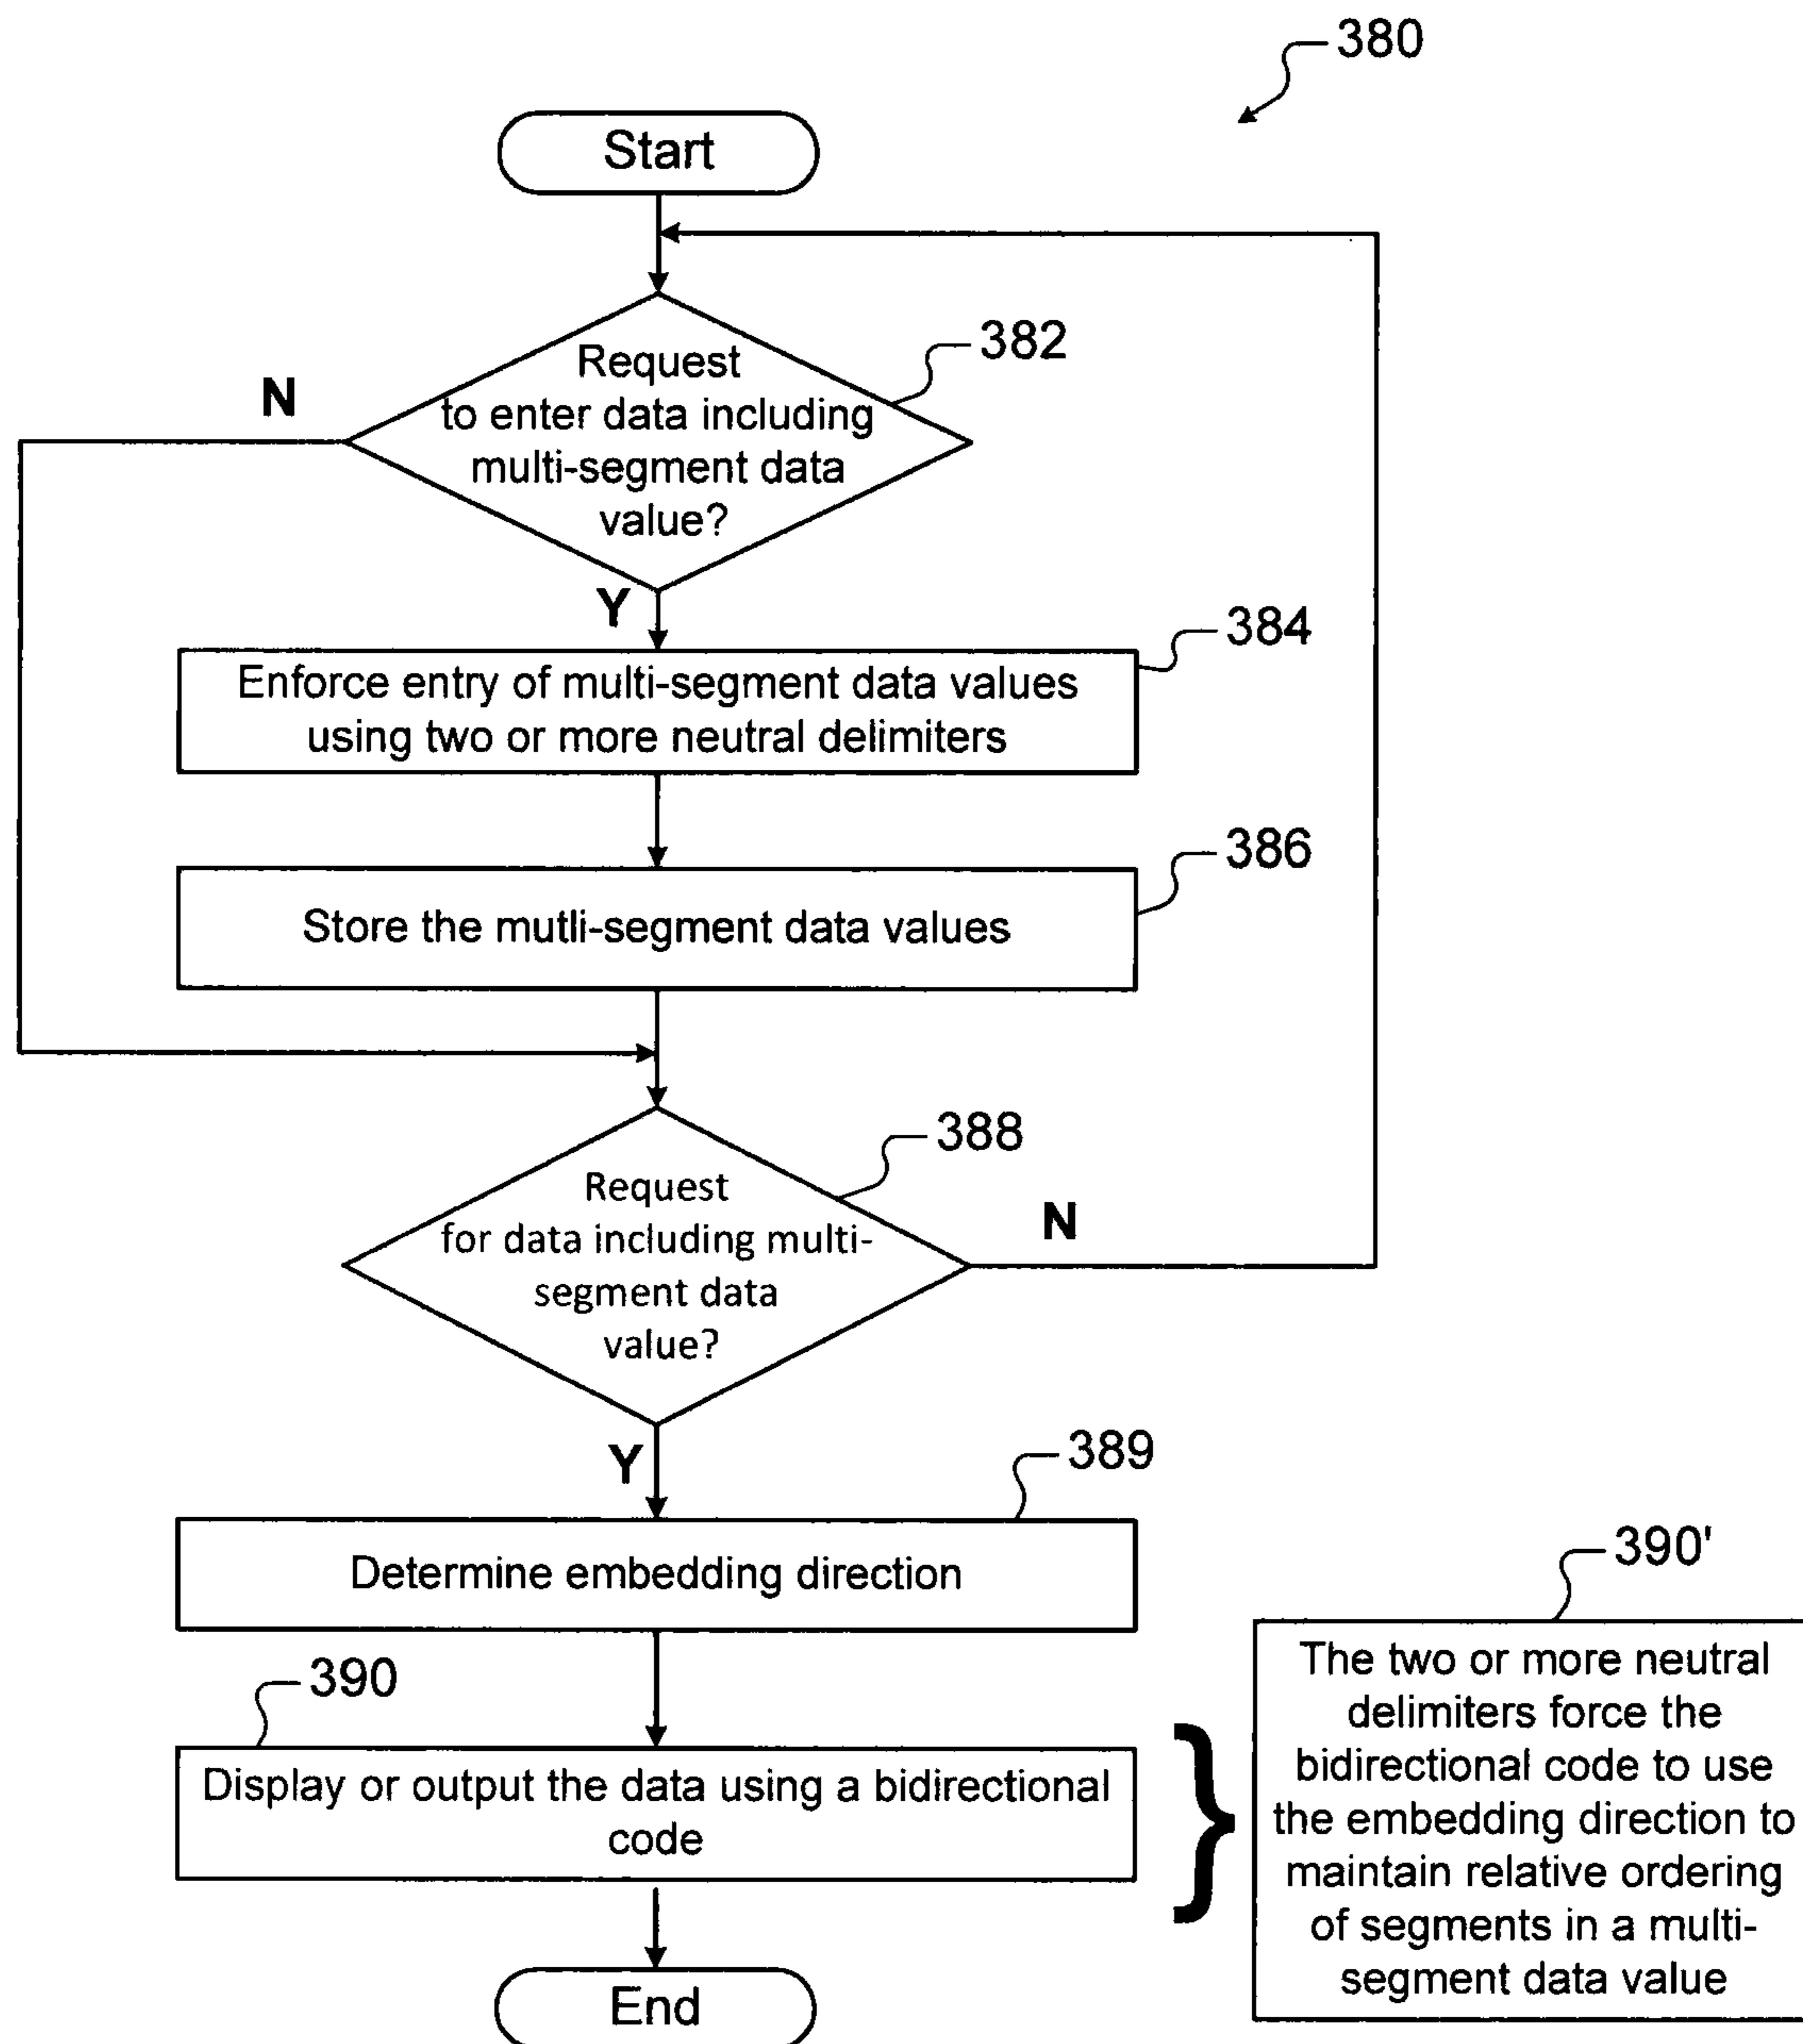 380
Start
382
Request
to enter data including
multi-segment data
value?
N
Y
384
Enforce entry of multi-segment data values
using two or more neutral delimiters
386
Store the mutli-segment data values
388
Request
for data including multi-
segment data
value?
N
Y
389
Determine embedding direction
390
Display or output the data using a bidirectional
code
}
390'
The two or more neutral
delimiters force the
bidirectional code to use
the embedding direction to
maintain relative ordering
of segments in a multi-
segment data value
End